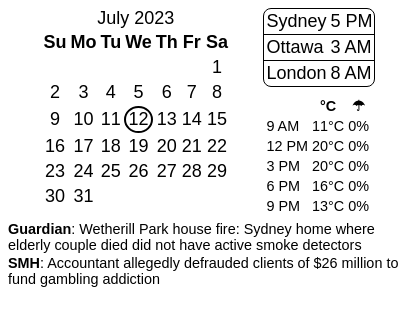 July 2023
Su Mo Tu We Th Fr Sa
1
2 3 4 5 6 7 8
9 10 11 12 13 14 15
16 17 18 19 20 21 22
23 24 25 26 27 28 29
30 31
Sydney 5 PM
Ottawa 3 AM
London 8 AM
°C ☂
9 AM 11°C 0%
12 PM 20°C 0%
3 PM 20°C 0%
6 PM 16°C 0%
9 PM 13°C 0%
Guardian: Wetherill Park house fire: Sydney home where
elderly couple died did not have active smoke detectors
SMH: Accountant allegedly defrauded clients of $26 million to
fund gambling addiction